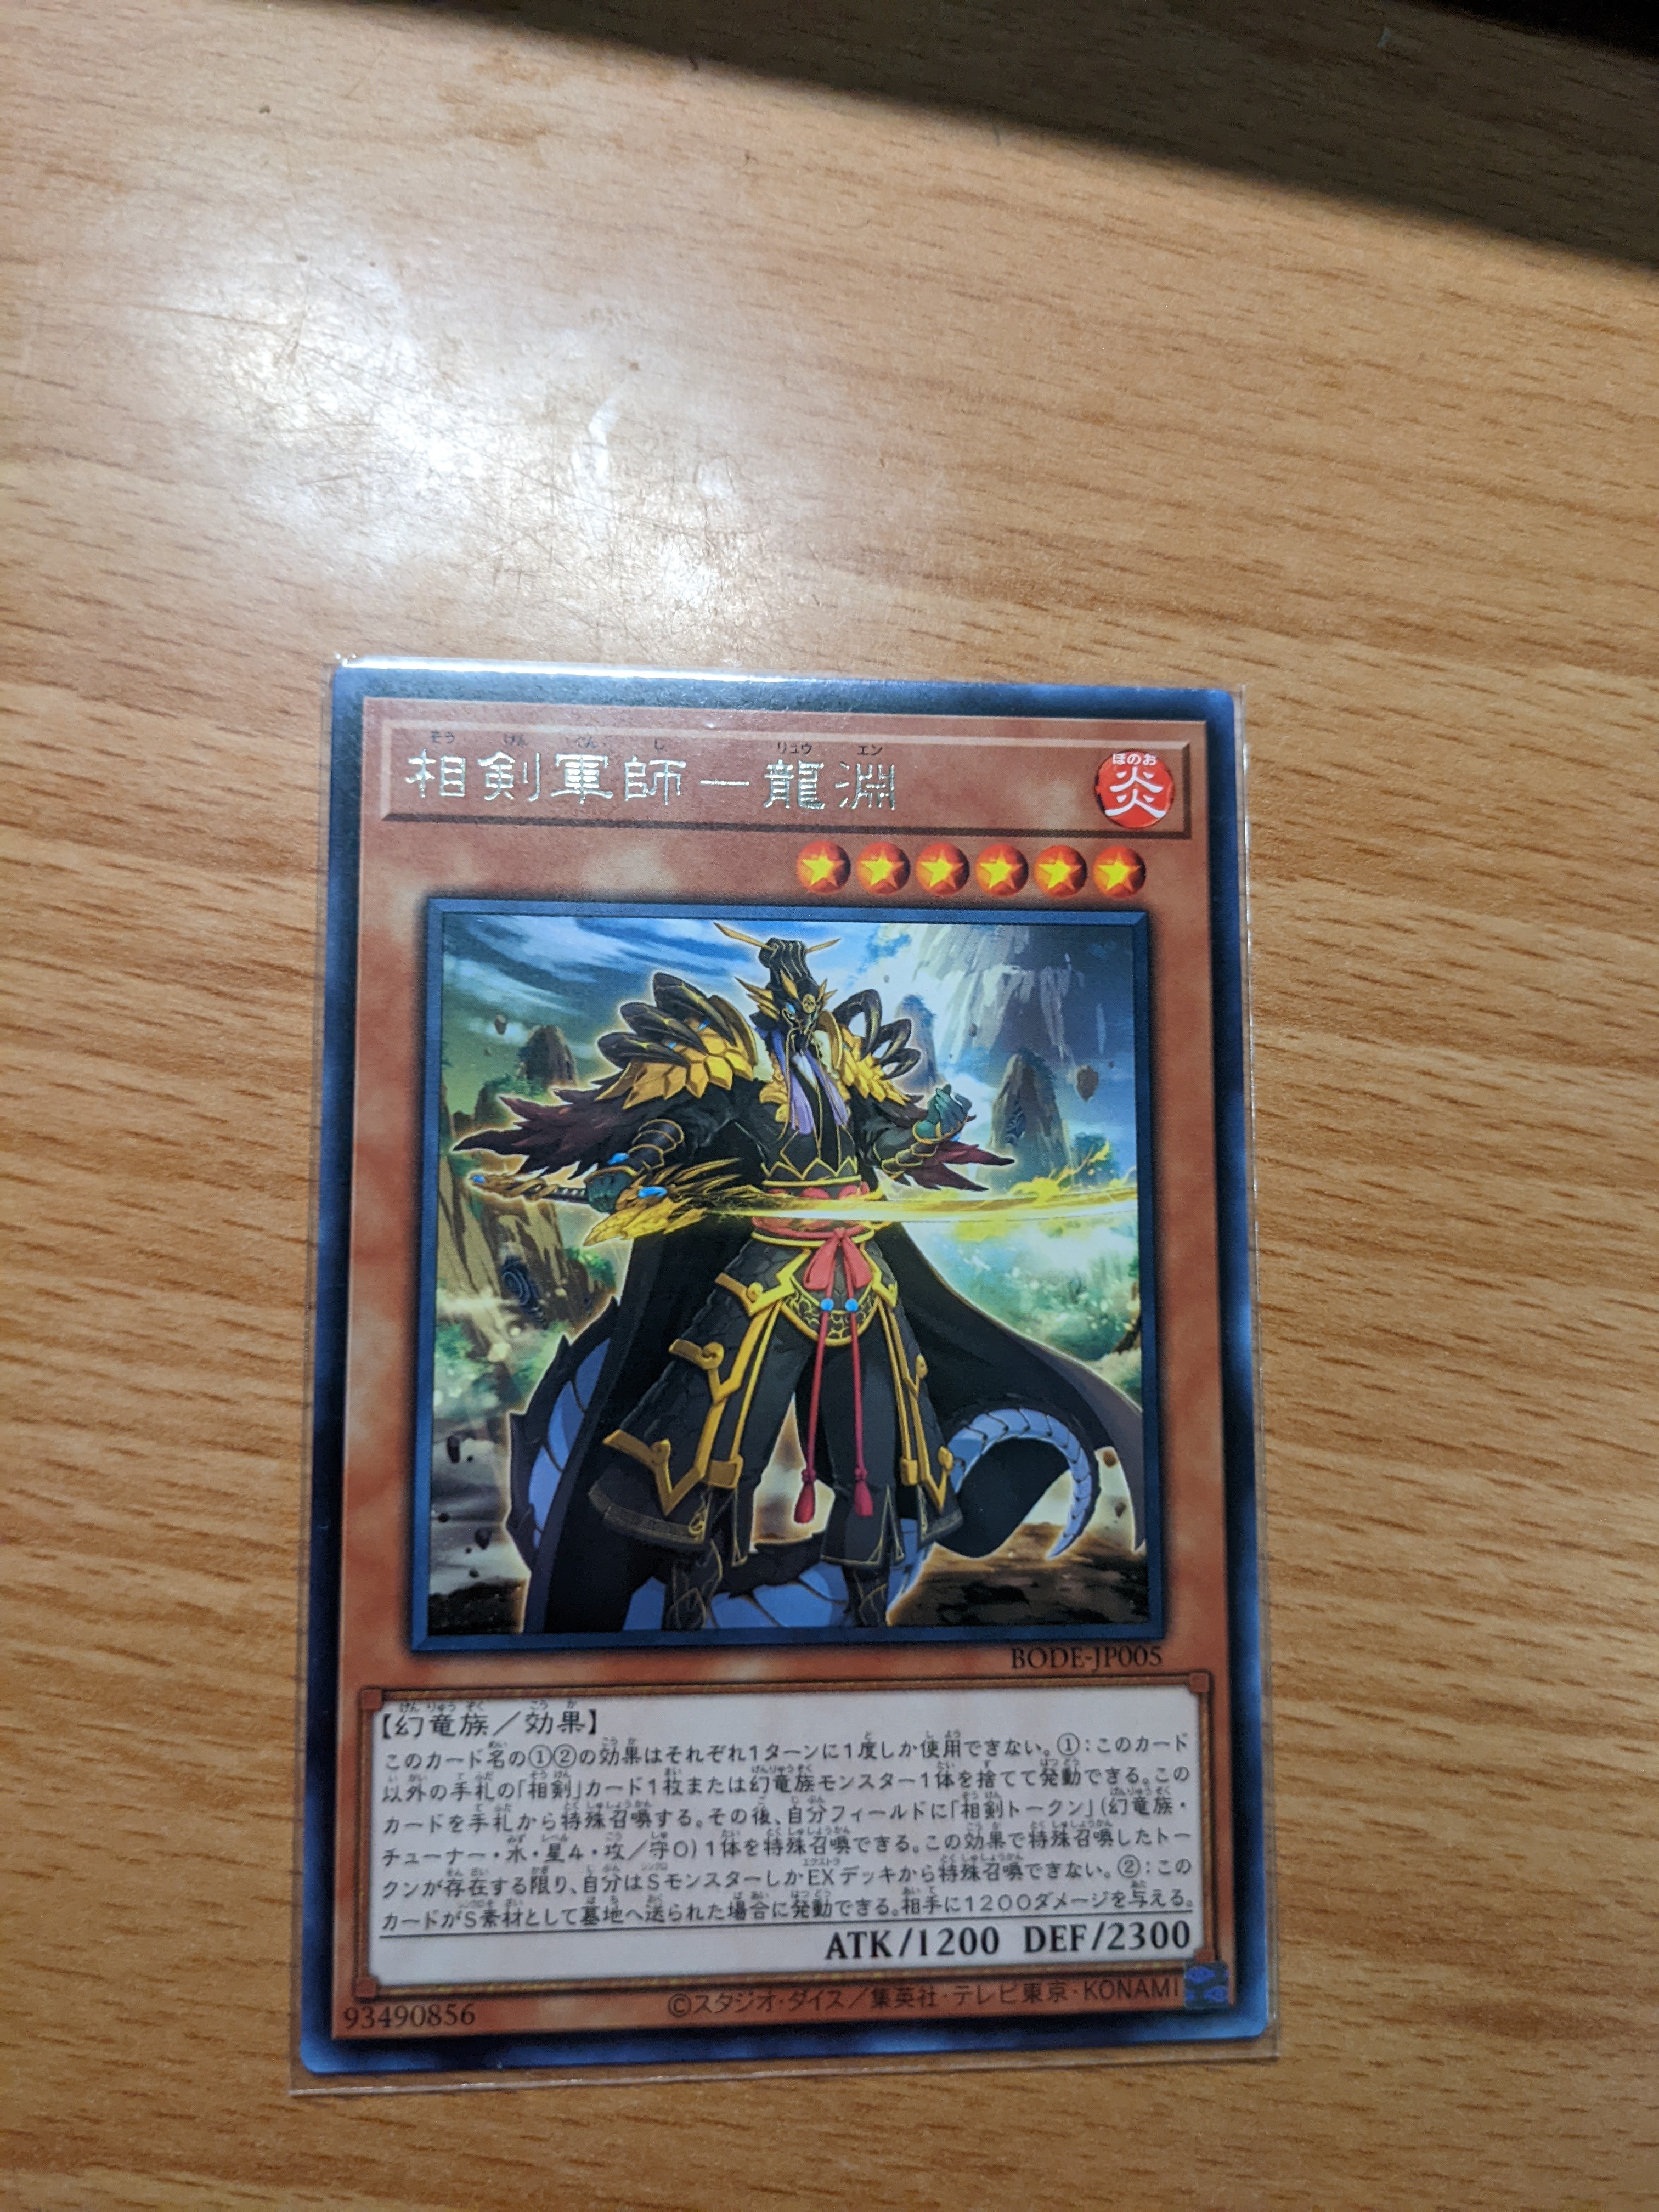 相剣軍師－龍淵
炎
BODE-JP005
【幻竜族／効果】
このカード名の①②の効果はそれぞれ1ターンに1度しか使用できない。①：このカード
以外の手札の「相剣」カード1枚または幻竜族モンスター1体を捨てて発動できる。この
カードを手札から特殊召喚する。その後、自分フィールドに「相剣トークン」(幻竜族・
チューナー・水・星4・攻／守0)1体を特殊召喚できる。この効果で特殊召喚したトー
クンが存在する限り、自分はSモンスターしかEXデッキから特殊召喚できない。②：この
カードがS素材として墓地へ送られた場合に発動できる。相手に1200ダメージを与える。
ATK/1200 DEF/2300
93490856 ©スタジオ・ダイス／集英社・テレビ東京・KONAMI